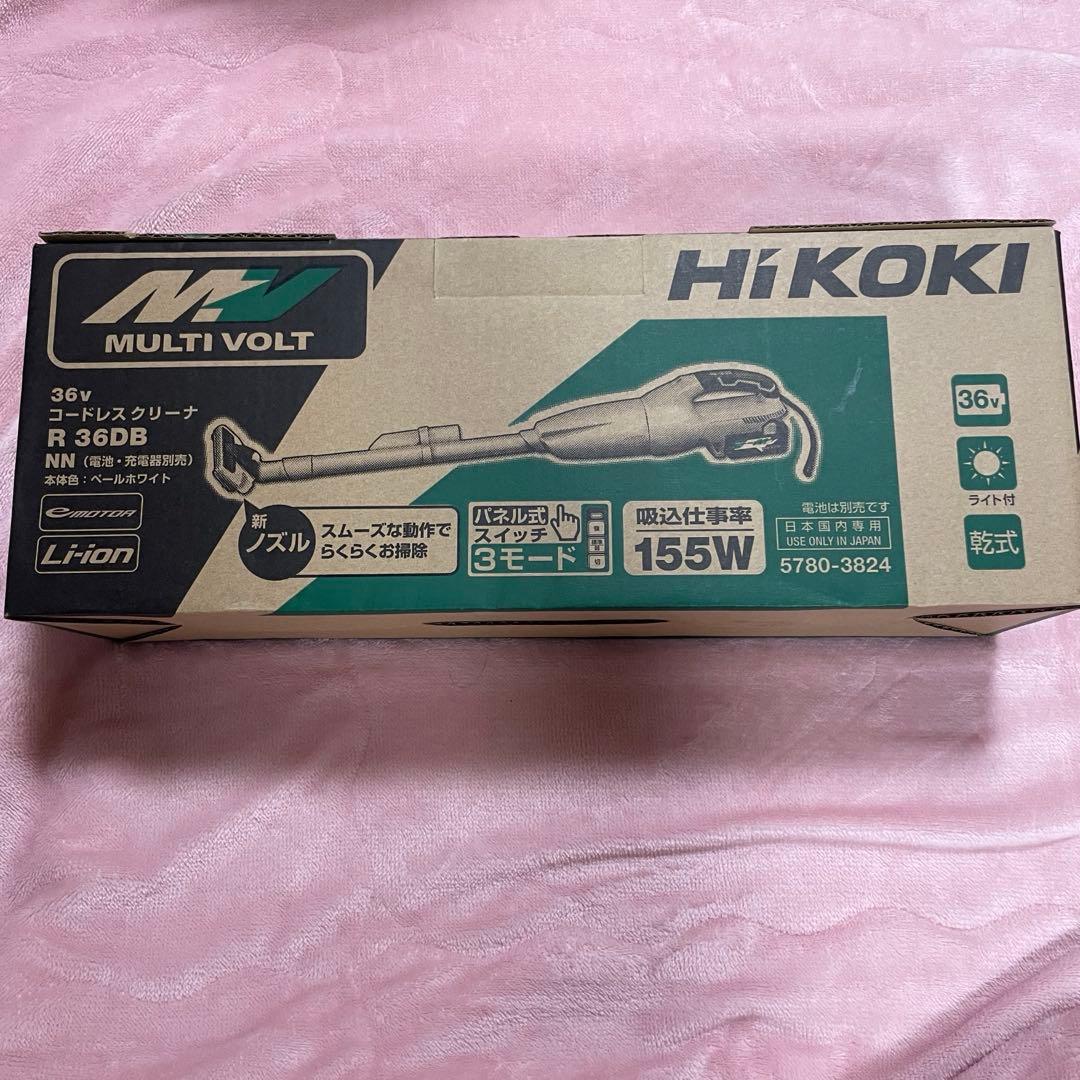 MV
MULTI VOLT
HiKOKI
36v
コードレスクリーナ
R 36DB
NN（電池・充電器別売）
本体色：ペールホワイト
e MOTOR
Li-ion
新
ノズル
スムーズな動作で
らくらくお掃除
パネル式
スイッチ
3モード
吸込仕事率
155W
電池は別売です
日本国内専用
USE ONLY IN JAPAN
5780-3824
36v
ライト付
乾式